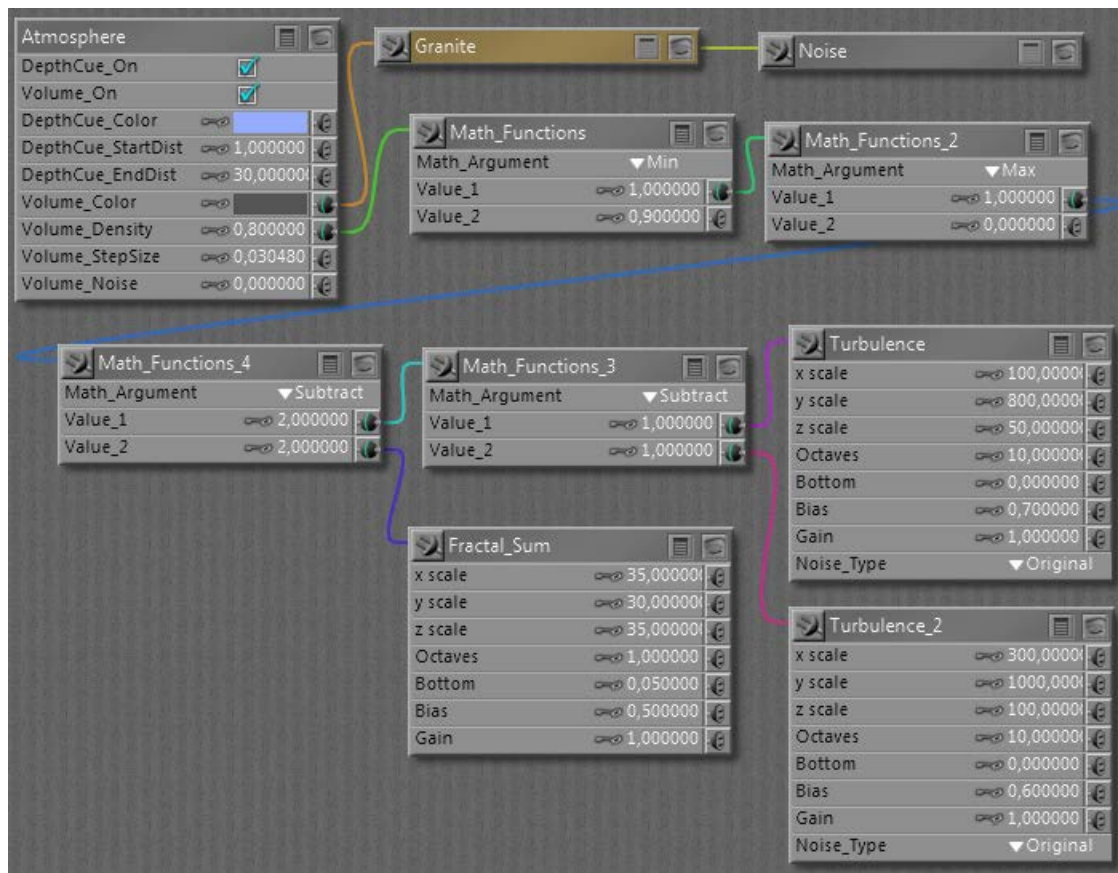 Atmosphere
DepthCue_On
Volume_On
DepthCue_Color
DepthCue_StartDist 1,000000
DepthCue_EndDist 30,00000
Volume_Color
Volume_Density 0,800000
Volume_StepSize 0,030480
Volume_Noise 0,000000
Granite
Noise
Math_Functions
Math_Argument Min
Value_1 1,000000
Value_2 0,900000
Math_Functions_2
Math_Argument Max
Value_1 1,000000
Value_2 0,000000
Math_Functions_4
Math_Argument Subtract
Value_1 2,000000
Value_2 2,000000
Math_Functions_3
Math_Argument Subtract
Value_1 1,000000
Value_2 1,000000
Turbulence
x scale 100,0000
y scale 800,0000
z scale 50,00000
Octaves 10,00000
Bottom 0,000000
Bias 0,700000
Gain 1,000000
Noise_Type Original
Fractal_Sum
x scale 35,00000
y scale 30,00000
z scale 35,00000
Octaves 1,000000
Bottom 0,050000
Bias 0,500000
Gain 1,000000
Turbulence_2
x scale 300,0000
y scale 1000,000
z scale 100,0000
Octaves 10,00000
Bottom 0,000000
Bias 0,600000
Gain 1,000000
Noise_Type Original